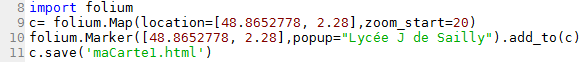 8 import folium
9 c= folium.Map(location=[48.8652778, 2.28],zoom_start=20)
10 folium.Marker([48.8652778, 2.28],popup="Lycée J de Sailly").add_to(c)
11 c.save('maCarte1.html')